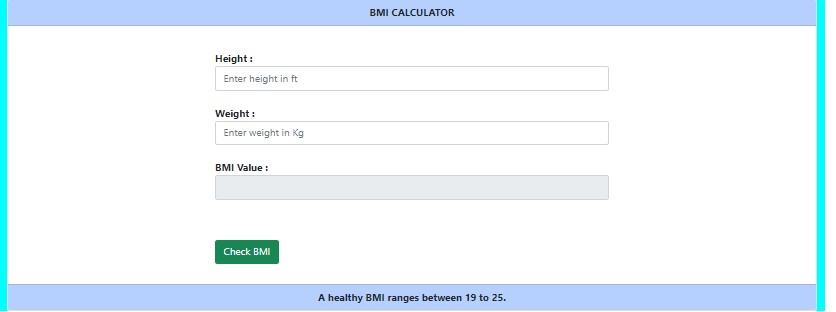 BMI CALCULATOR
Height :
Enter height in ft
Weight :
Enter weight in Kg
BMI Value :
Check BMI
A healthy BMI ranges between 19 to 25.